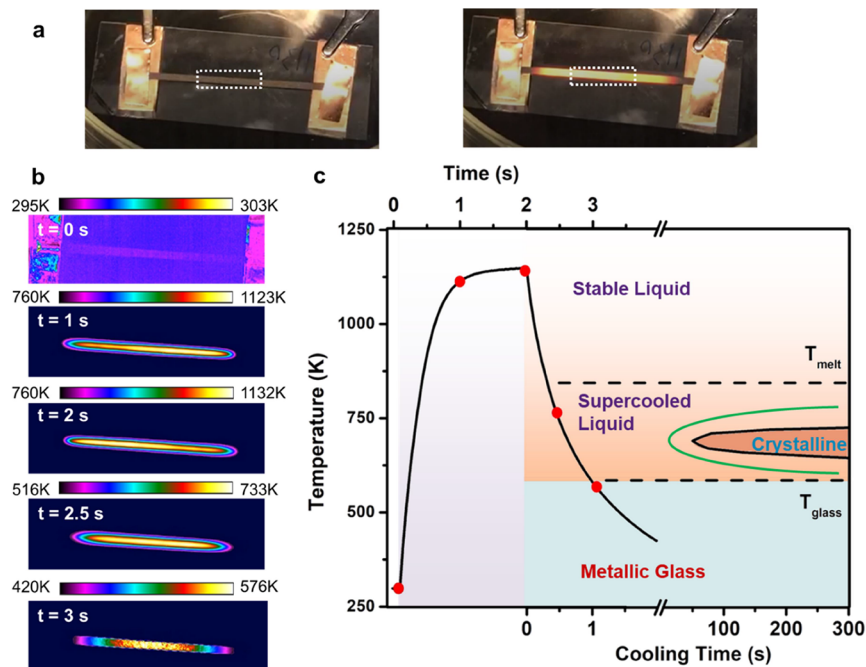 a
b
295K 303K
t = 0 s
760K 1123K
t = 1 s
760K 1132K
t = 2 s
516K 733K
t = 2.5 s
420K 576K
t = 3 s
c
Time (s)
0 1 2 3
1250
1000
750
500
250
Temperature (K)
Stable Liquid
T melt
Supercooled
Liquid
Crystalline
T glass
Metallic Glass
0 1 100 200 300
Cooling Time (s)